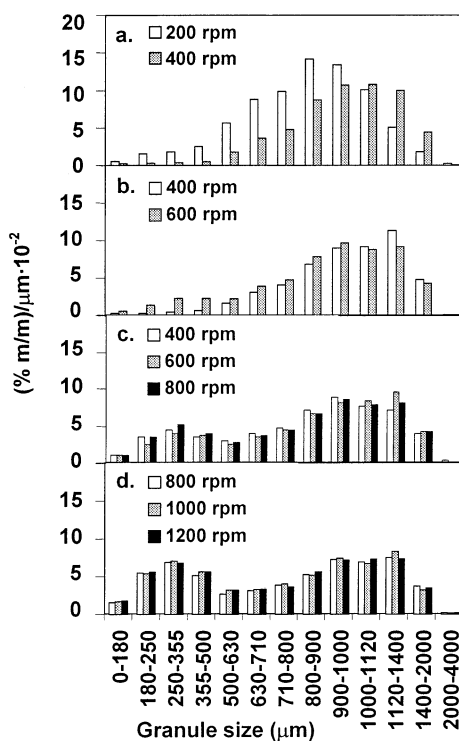 (% m/m)/µm·10⁻²
20
15
10
5
0
a.
200 rpm
400 rpm
15
10
5
0
b.
400 rpm
600 rpm
15
10
5
0
c.
400 rpm
600 rpm
800 rpm
15
10
5
0
d.
800 rpm
1000 rpm
1200 rpm
0-180
180-250
250-355
355-500
500-630
630-710
710-800
800-900
900-1000
1000-1120
1120-1400
1400-2000
2000-4000
Granule size (µm)